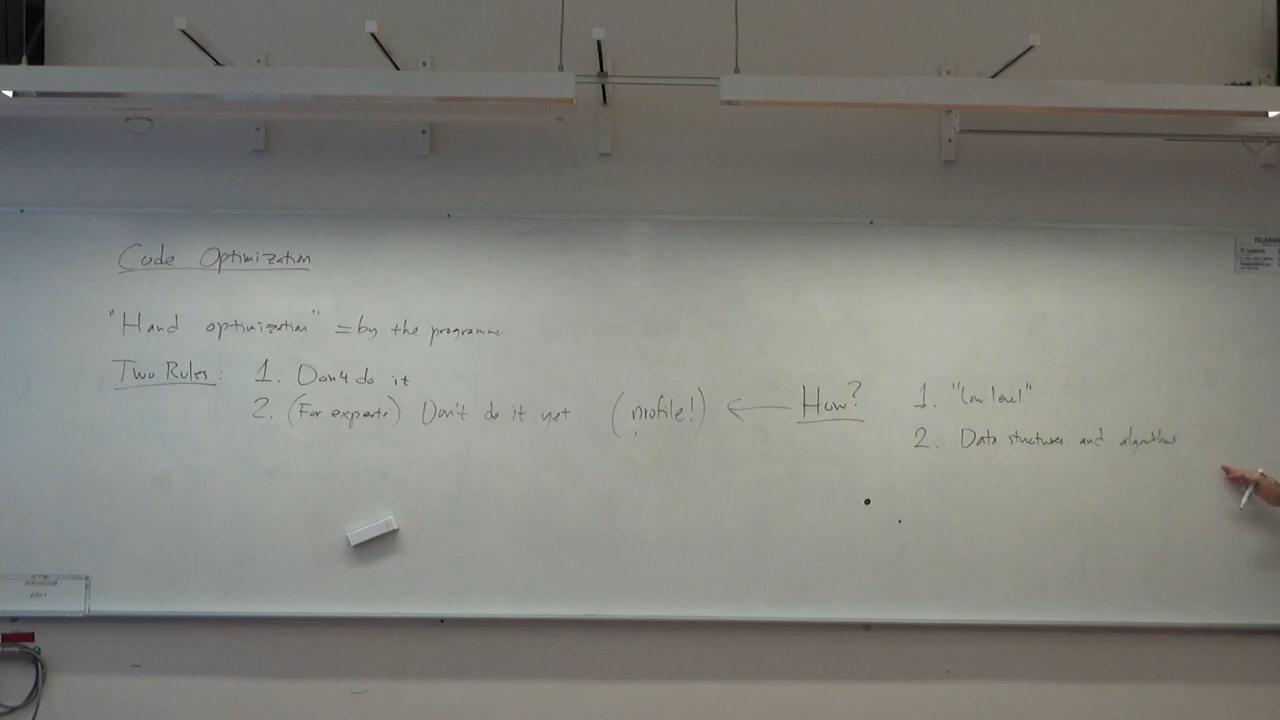 Code Optimization
"Hand optimization" = by the programme
Two Rules: 1. Don't do it
2. (For experts) Don't do it yet (profile!) ← How?
1. "Low level"
2. Data structures and algorithms